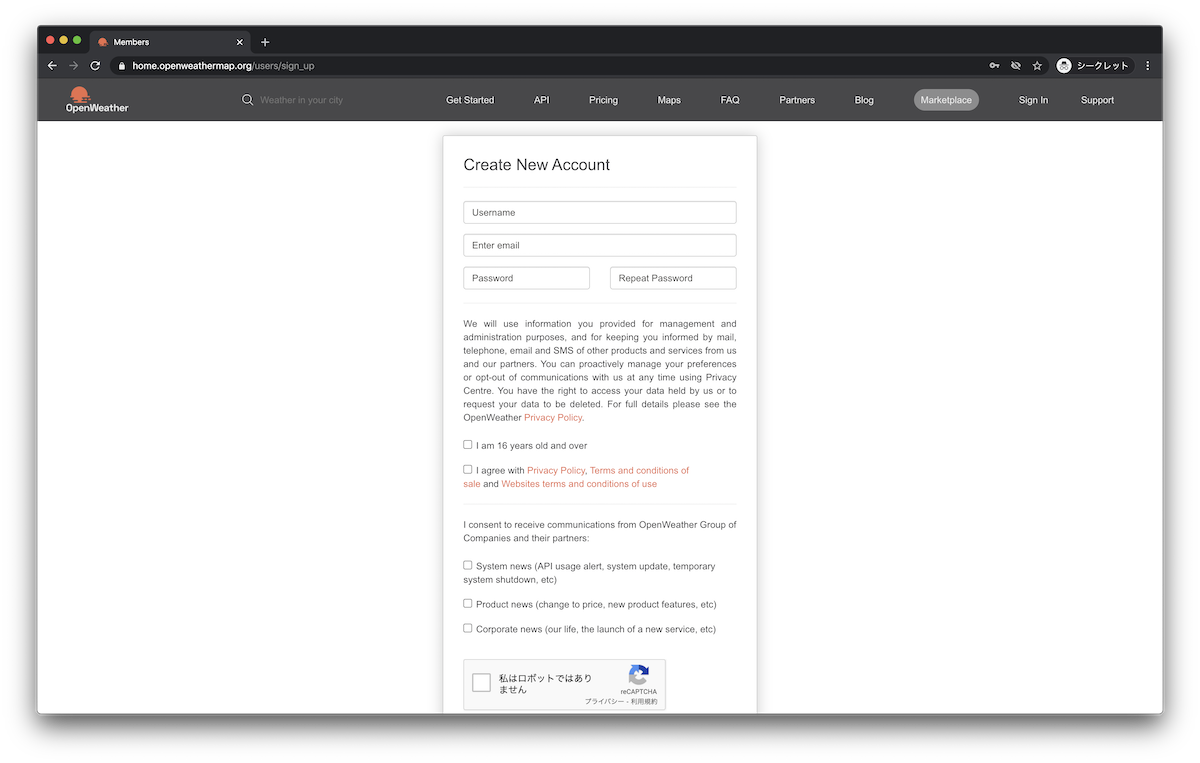 Members
home.openweathermap.org/users/sign_up
シークレット
OpenWeather
Weather in your city
Get Started
API
Pricing
Maps
FAQ
Partners
Blog
Marketplace
Sign In
Support
Create New Account
Username
Enter email
Password
Repeat Password
We will use information you provided for management and
administration purposes, and for keeping you informed by mail,
telephone, email and SMS of other products and services from us
and our partners. You can proactively manage your preferences
or opt-out of communications with us at any time using Privacy
Centre. You have the right to access your data held by us or to
request your data to be deleted. For full details please see the
OpenWeather Privacy Policy.
I am 16 years old and over
I agree with Privacy Policy, Terms and conditions of
sale and Websites terms and conditions of use
I consent to receive communications from OpenWeather Group of
Companies and their partners:
System news (API usage alert, system update, temporary
system shutdown, etc)
Product news (change to price, new product features, etc)
Corporate news (our life, the launch of a new service, etc)
私はロボットではあり
ません
reCAPTCHA
プライバシー - 利用規約